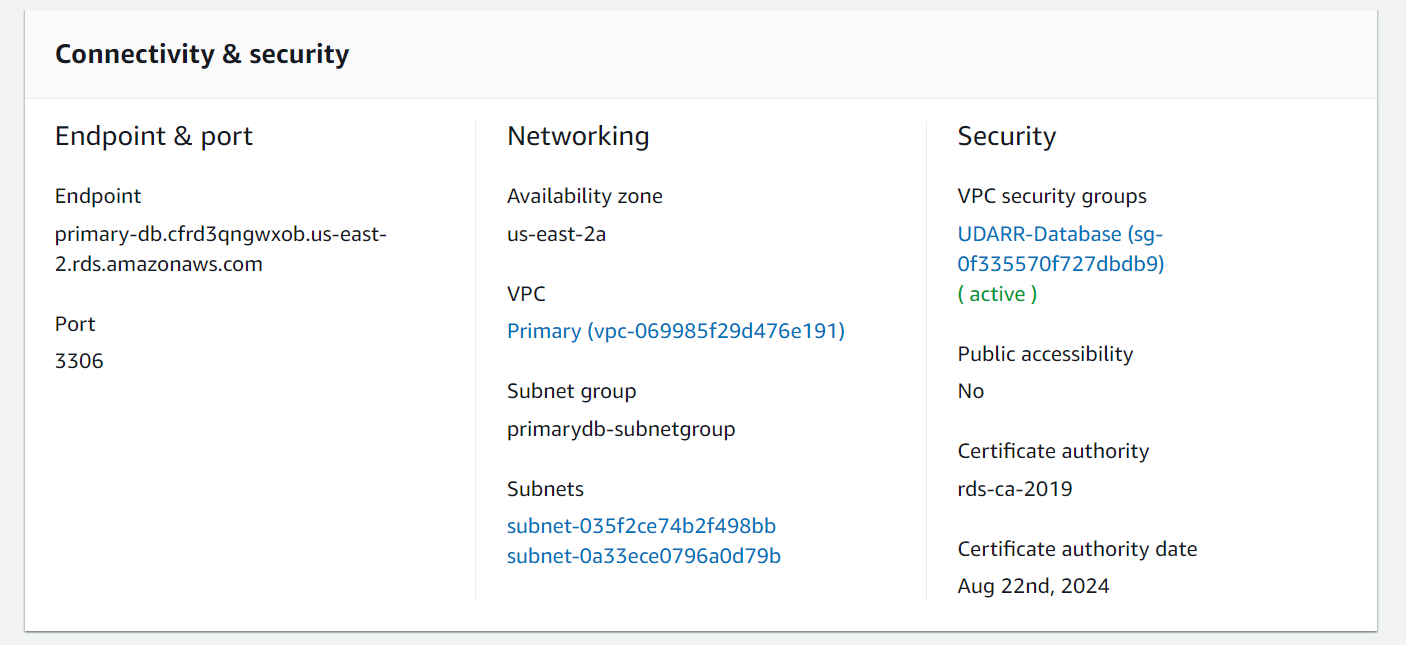 Connectivity & security
Endpoint & port
Endpoint
primary-db.cfrd3qngwxob.us-east-
2.rds.amazonaws.com
Port
3306
Networking
Availability zone
us-east-2a
VPC
Primary (vpc-069985f29d476e191)
Subnet group
primarydb-subnetgroup
Subnets
subnet-035f2ce74b2f498bb
subnet-0a33ece0796a0d79b
Security
VPC security groups
UDARR-Database (sg-
0f335570f727dbdb9)
( active )
Public accessibility
No
Certificate authority
rds-ca-2019
Certificate authority date
Aug 22nd, 2024